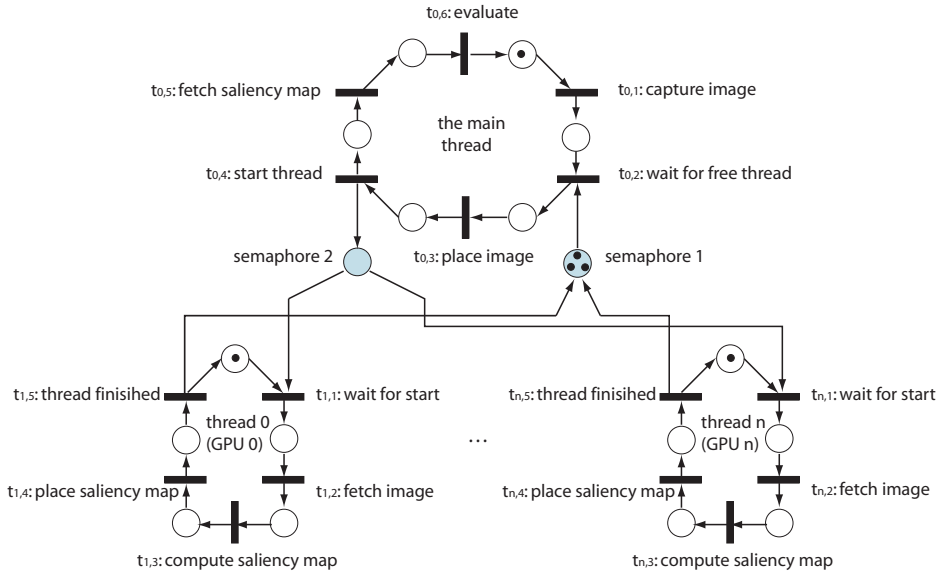 t0,6: evaluate
t0,5: fetch saliency map
t0,1: capture image
the main
thread
t0,4: start thread
t0,2: wait for free thread
semaphore 2
t0,3: place image
semaphore 1
t1,5: thread finisihed
t1,1: wait for start
thread 0
(GPU 0)
t1,4: place saliency map
t1,2: fetch image
t1,3: compute saliency map
...
tn,5: thread finisihed
tn,1: wait for start
thread n
(GPU n)
tn,4: place saliency map
tn,2: fetch image
tn,3: compute saliency map